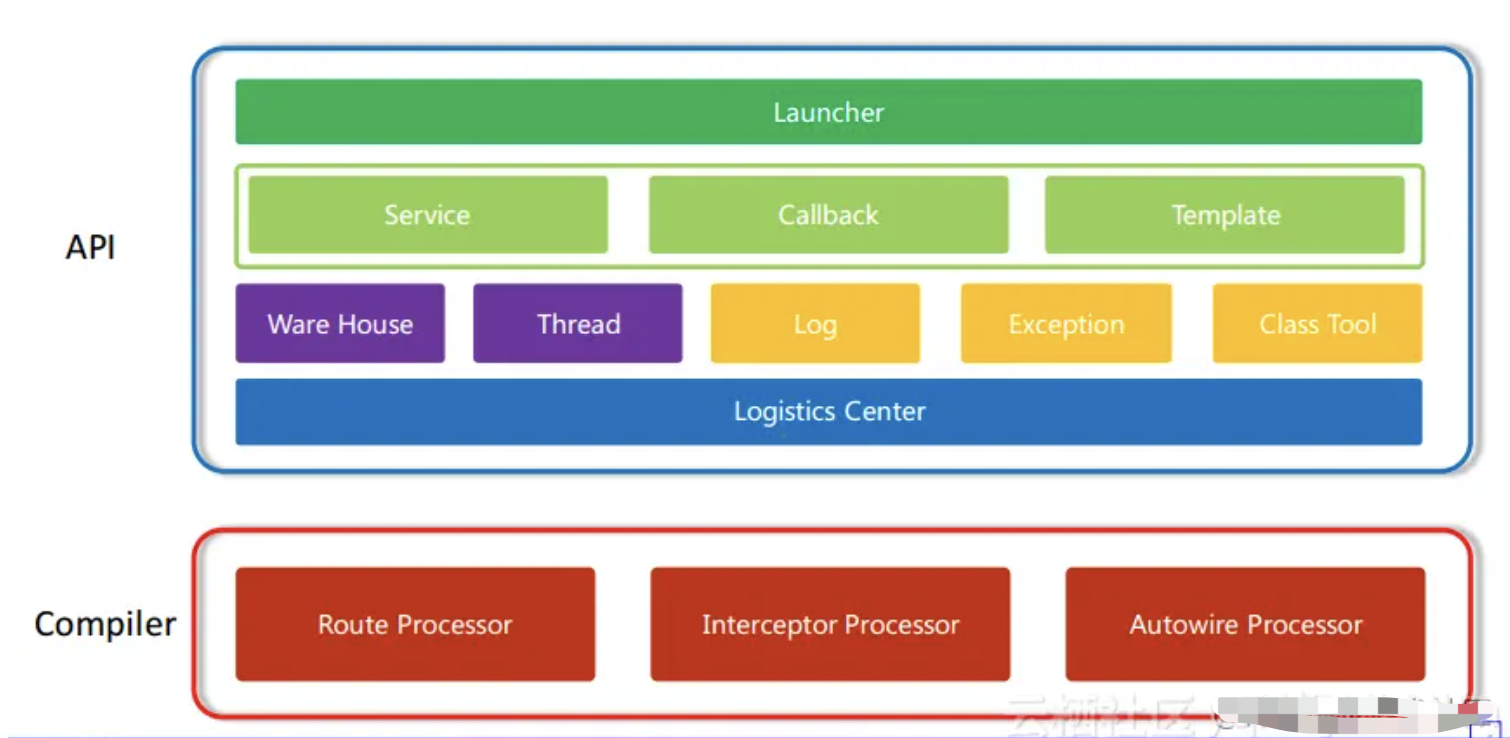 Launcher
Service Callback Template
API
Ware House Thread Log Exception Class Tool
Logistics Center
Compiler
Route Processor Interceptor Processor Autowire Processor
云栖社区